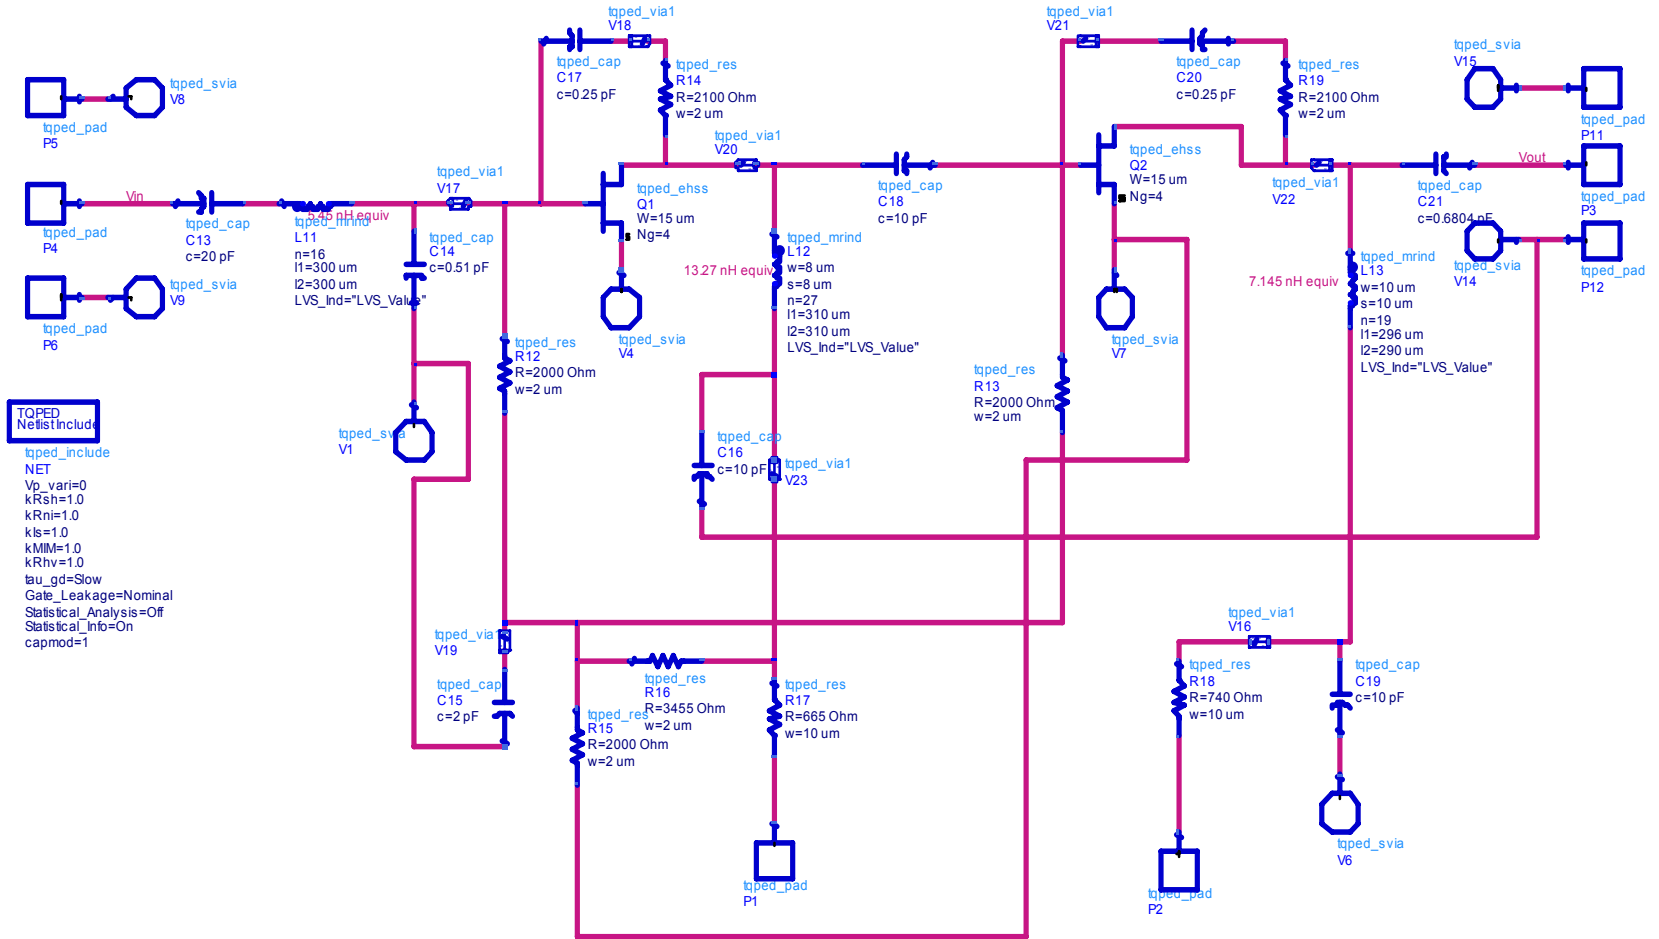 tqped_via1
V18
tqped_cap
C17
c=0.25 pF
tqped_res
R14
R=2100 Ohm
w=2 um
tqped_via1
V21
tqped_cap
C20
c=0.25 pF
tqped_res
R19
R=2100 Ohm
w=2 um
tqped_svia
V15
tqped_pad
P11
tqped_svia
V8
tqped_pad
P5
Vin
tqped_pad
P4
tqped_cap
C13
c=20 pF
5.45 nH equiv
tqped_mrind
L11
n=16
l1=300 um
l2=300 um
LVS_Ind="LVS_Value"
tqped_via1
V17
tqped_cap
C14
c=0.51 pF
tqped_ehss
Q1
W=15 um
Ng=4
tqped_via1
V20
tqped_cap
C18
c=10 pF
tqped_ehss
Q2
W=15 um
Ng=4
tqped_via1
V22
Vout
tqped_cap
C21
c=0.6804 pF
tqped_pad
P3
tqped_svia
V14
tqped_pad
P12
tqped_svia
V9
tqped_pad
P6
tqped_svia
V4
13.27 nH equiv
tqped_mrind
L12
w=8 um
s=8 um
n=27
l1=310 um
l2=310 um
LVS_Ind="LVS_Value"
tqped_svia
V7
7.145 nH equiv
tqped_mrind
L13
w=10 um
s=10 um
n=19
l1=296 um
l2=290 um
LVS_Ind="LVS_Value"
tqped_res
R12
R=2000 Ohm
w=2 um
tqped_res
R13
R=2000 Ohm
w=2 um
tqped_svia
V1
tqped_cap
C16
c=10 pF
tqped_via1
V23
TQPED
Netlist Include
tqped_include
NET
Vp_vari=0
kRsh=1.0
kRni=1.0
kIs=1.0
kMIM=1.0
kRhv=1.0
tau_gd=Slow
Gate_Leakage=Nominal
Statistical_Analysis=Off
Statistical_Info=On
capmod=1
tqped_via1
V19
tqped_cap
C15
c=2 pF
tqped_res
R16
R=3455 Ohm
w=2 um
tqped_res
R15
R=2000 Ohm
w=2 um
tqped_res
R17
R=665 Ohm
w=10 um
tqped_pad
P1
tqped_via1
V16
tqped_res
R18
R=740 Ohm
w=10 um
tqped_cap
C19
c=10 pF
tqped_svia
V6
tqped_pad
P2